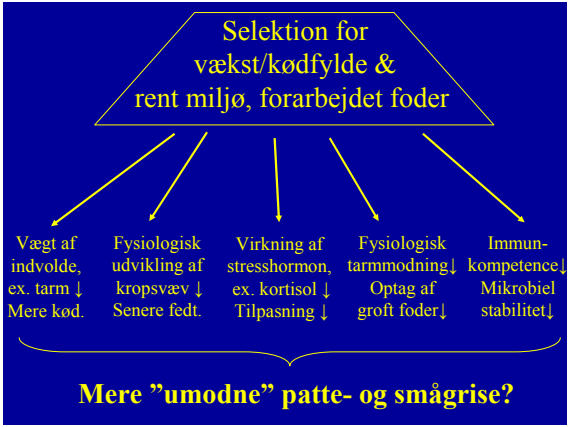 Selektion for
vækst/kødfylde &
rent miljø, forarbejdet foder
Vægt af
indvolde,
ex. tarm ↓
Mere kød.
Fysiologisk
udvikling af
kropsvæv ↓
Senere fedt.
Virkning af
stresshormon,
ex. kortisol ↓
Tilpasning ↓
Fysiologisk
tarmmodning↓
Optag af
groft foder↓
Immun-
kompetence↓
Mikrobiel
stabilitet↓
Mere ”umodne” patte- og smågrise?